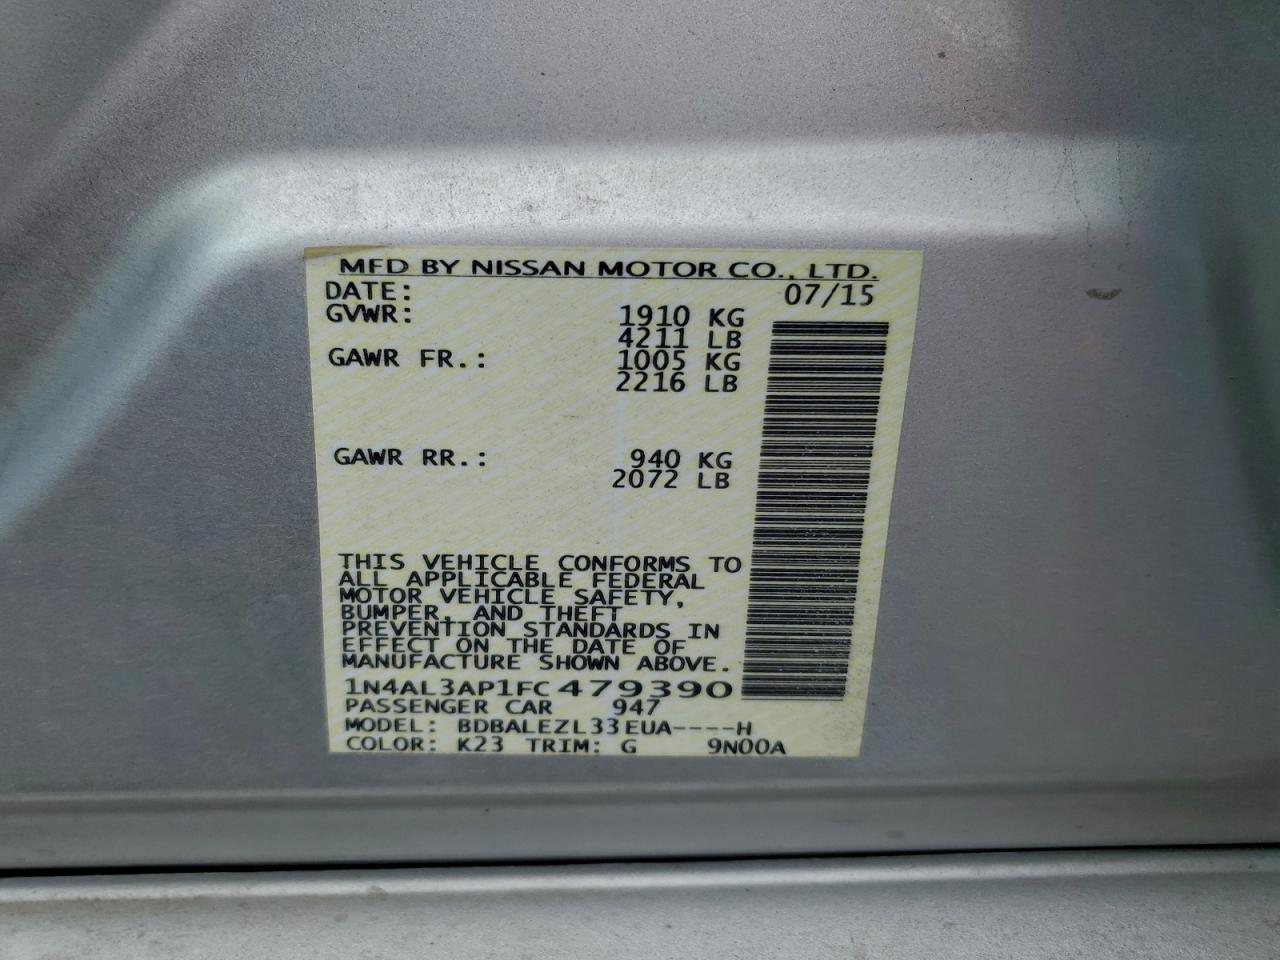 MFD BY NISSAN MOTOR CO., LTD.
DATE: 07/15
GVWR: 1910 KG
4211 LB
GAWR FR.: 1005 KG
2216 LB
GAWR RR.: 940 KG
2072 LB
THIS VEHICLE CONFORMS TO
ALL APPLICABLE FEDERAL
MOTOR VEHICLE SAFETY,
BUMPER, AND THEFT
PREVENTION STANDARDS IN
EFFECT ON THE DATE OF
MANUFACTURE SHOWN ABOVE.
1N4AL3AP1FC479390
PASSENGER CAR 947
MODEL: BDBALEZL33EUA----H
COLOR: K23 TRIM: G 9N00A